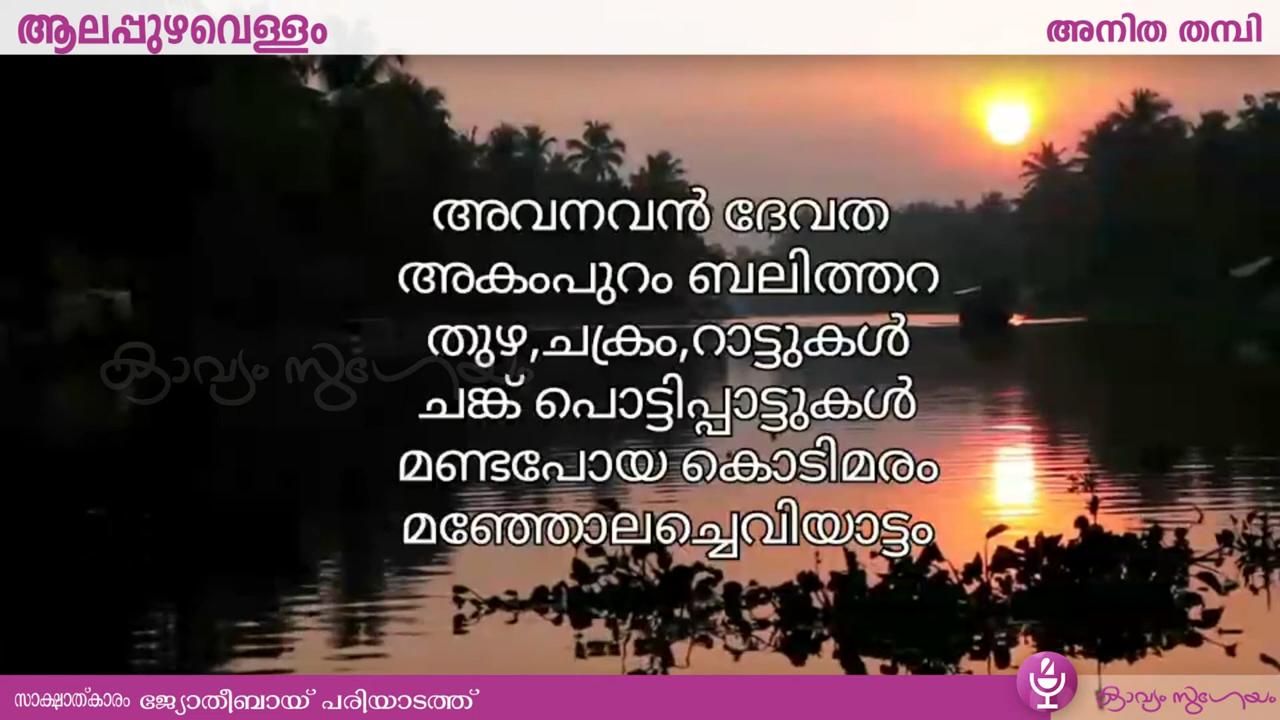 ആലപ്പുഴവെള്ളം
അനിത തമ്പി
അവനവൻ ദേവത
അകംപുറം ബലിത്തറ
തുഴ,ചക്രം,റാട്ടുകൾ
ചങ്ക് പൊട്ടിപ്പാട്ടുകൾ
മണ്ടപോയ കൊടിമരം
മഞ്ഞോലച്ചെവിയാട്ടം
കാവ്യം സുഗേയം
സാക്ഷാത്കാരം ജ്യോതീബായ് പരിയാടത്ത്
കാവ്യം സുഗേയം